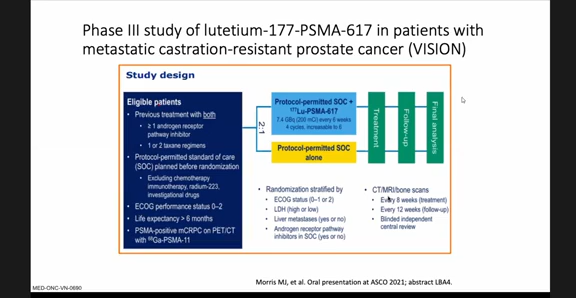 Phase III study of lutetium-177-PSMA-617 in patients with
metastatic castration-resistant prostate cancer (VISION)
Study design
Eligible patients
• Previous treatment with both
• ≥ 1 androgen receptor
pathway inhibitor
• 1 or 2 taxane regimens
• Protocol-permitted standard of care
(SOC) planned before randomization
• Excluding chemotherapy
immunotherapy, radium-223,
investigational drugs
• ECOG performance status 0–2
• Life expectancy > 6 months
• PSMA-positive mCRPC on PET/CT
with ⁶⁸Ga-PSMA-11
2:1
Protocol-permitted SOC +
¹⁷⁷Lu-PSMA-617
7.4 GBq (200 mCi) every 6 weeks
4 cycles, increasable to 6
Protocol-permitted SOC
alone
Treatment
Follow-up
Final analysis
• Randomization stratified by
• ECOG status (0–1 or 2)
• LDH (high or low)
• Liver metastases (yes or no)
• Androgen receptor pathway
inhibitors in SOC (yes or no)
• CT/MRI/bone scans
• Every 8 weeks (treatment)
• Every 12 weeks (follow-up)
• Blinded independent
central review
MED-ONC-VN-0690
Morris MJ, et al. Oral presentation at ASCO 2021; abstract LBA4.